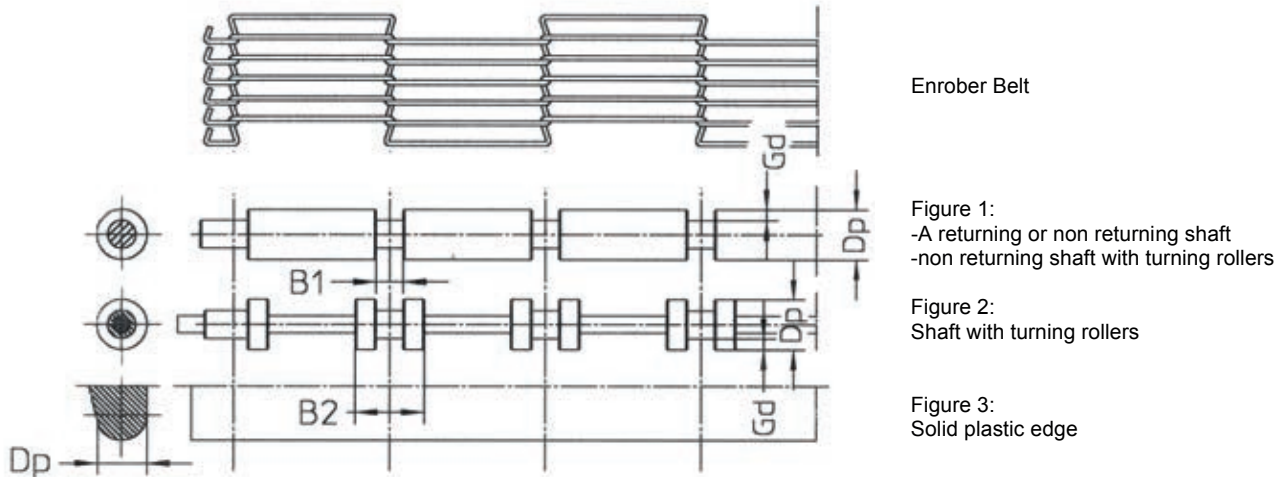 Enrober Belt
Gd
Figure 1:
-A returning or non returning shaft
-non returning shaft with turning rollers
Dp
B1
Figure 2:
Shaft with turning rollers
Dp
B2
Gd
Figure 3:
Solid plastic edge
Dp